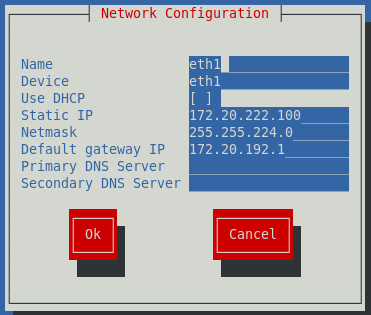 Network Configuration
Name eth1
Device eth1
Use DHCP [ ]
Static IP 172.20.222.100
Netmask 255.255.224.0
Default gateway IP 172.20.192.1
Primary DNS Server
Secondary DNS Server
Ok Cancel